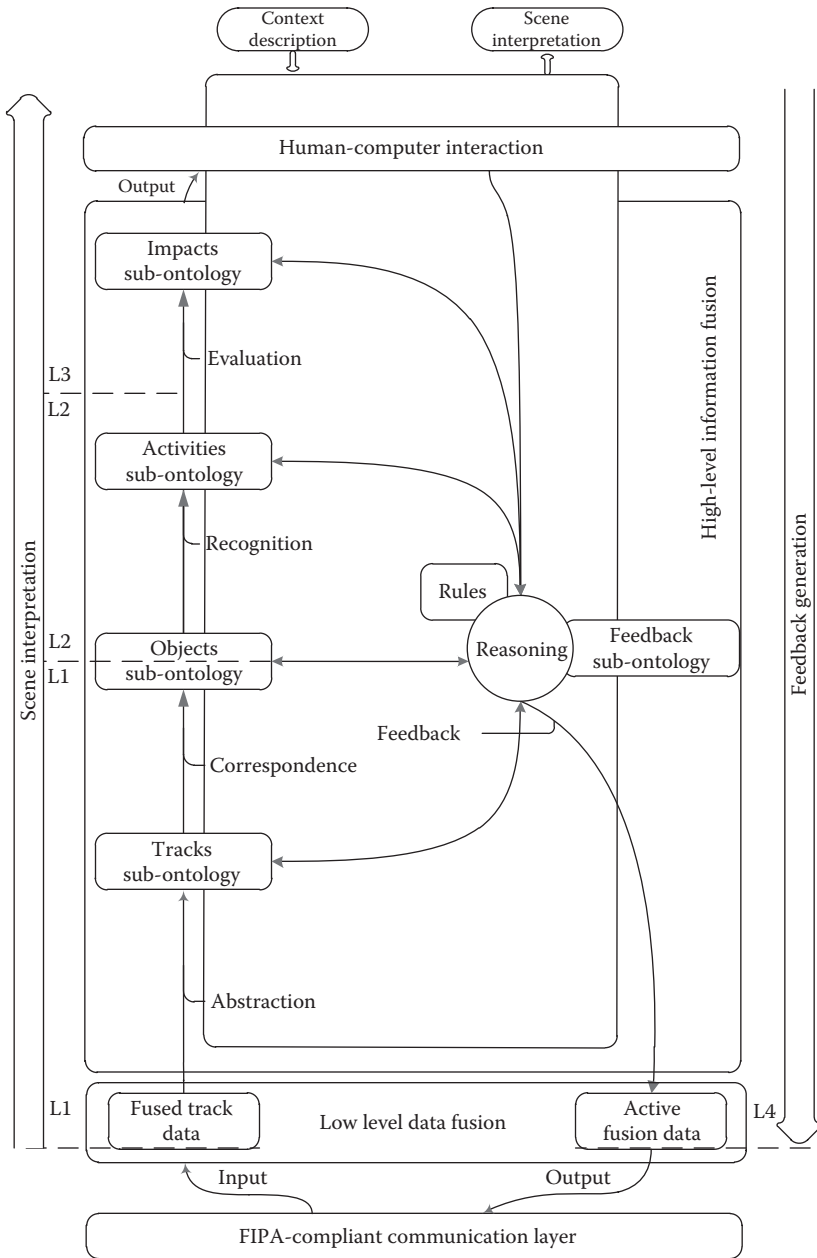 Context
description
Scene
interpretation
Human-computer interaction
Output
Impacts
sub-ontology
Evaluation
L3
L2
Activities
sub-ontology
High-level information fusion
Recognition
Rules
Scene interpretation
L2
L1
Objects
sub-ontology
Reasoning
Feedback
sub-ontology
Feedback generation
Feedback
Correspondence
Tracks
sub-ontology
Abstraction
L1
Fused track
data
Low level data fusion
Active
fusion data
L4
Input
Output
FIPA-compliant communication layer